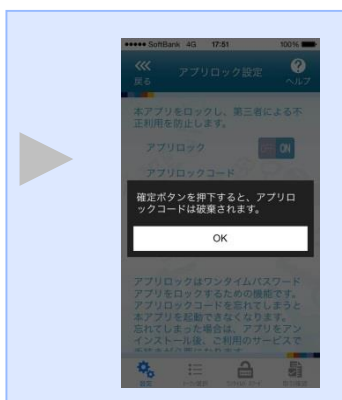 SoftBank 4G 17:51 100%
戻る アプリロック設定 ? ヘルプ
本アプリをロックし、第三者による不
正利用を防止します。
アプリロック ON
アプリロックコード
確定ボタンを押下すると、アプリロ
ックコードは破棄されます。
OK
アプリロックはワンタイムパスワード
アプリをロックするための機能です。
アプリロックコードを忘れてしまうと
本アプリを起動できなくなります。
忘れてしまった場合は、アプリをアン
インストール後、ご利用のサービスで
設定